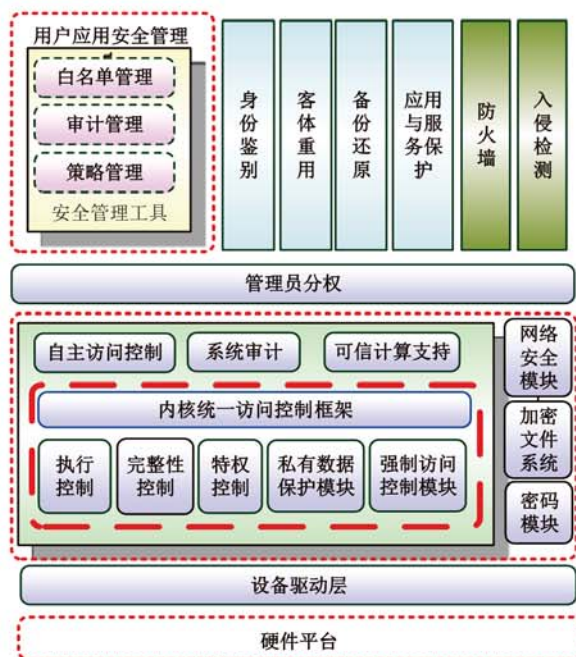 用户应用安全管理
白名单管理
审计管理
策略管理
安全管理工具
身份鉴别
客体重用
备份还原
应用与服务保护
防火墙
入侵检测
管理员分权
自主访问控制
系统审计
可信计算支持
内核统一访问控制框架
执行
控制
完整性
控制
特权
控制
私有数据
保护模块
强制访问
控制模块
网络
安全
模块
加密
文件
系统
密码
模块
设备驱动层
硬件平台